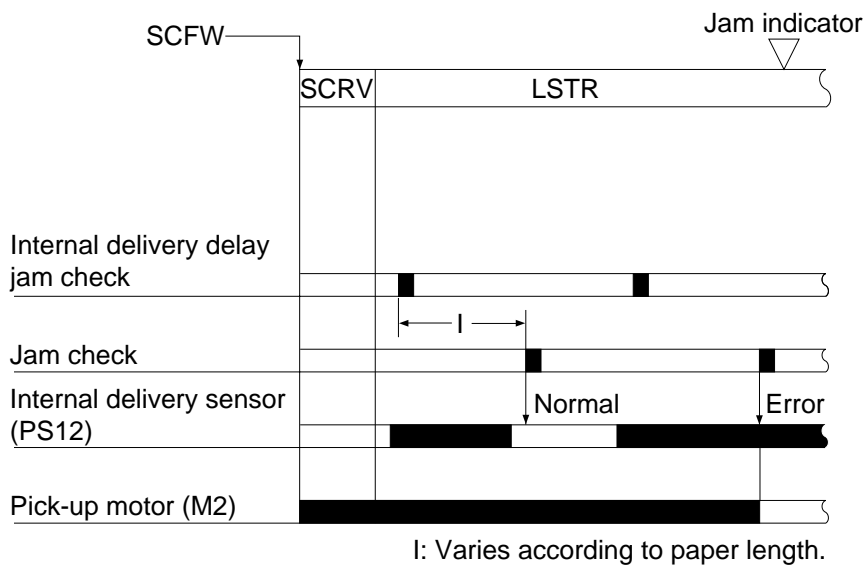 Jam indicator
SCFW
SCRV
LSTR
Internal delivery delay
jam check
l
Jam check
Internal delivery sensor
(PS12)
Normal
Error
Pick-up motor (M2)
l: Varies according to paper length.